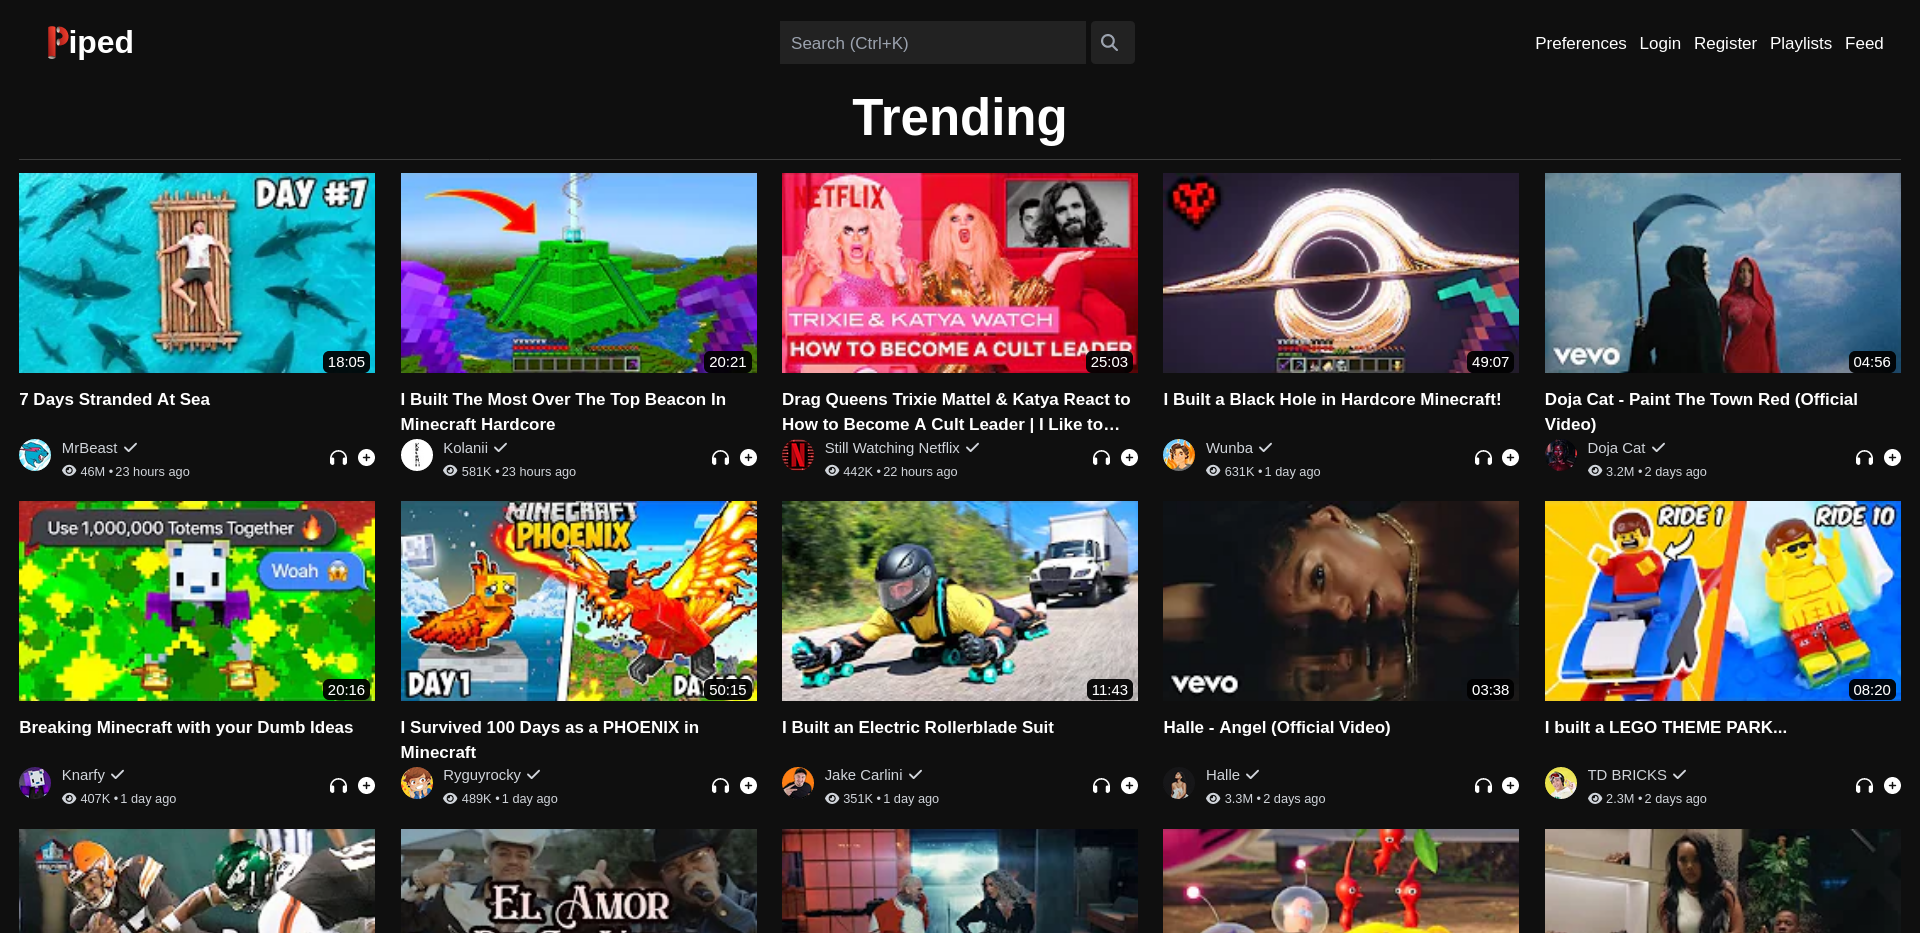 Piped
Search (Ctrl+K)
Preferences Login Register Playlists Feed
Trending
DAY #7
18:05
20:21
NETFLIX
TRIXIE & KATYA WATCH
HOW TO BECOME A CULT LEADER
25:03
49:07
vevo
04:56
7 Days Stranded At Sea
MrBeast
46M • 23 hours ago
I Built The Most Over The Top Beacon In
Minecraft Hardcore
Kolanii
581K • 23 hours ago
Drag Queens Trixie Mattel & Katya React to
How to Become A Cult Leader | I Like to…
Still Watching Netflix
442K • 22 hours ago
I Built a Black Hole in Hardcore Minecraft!
Wunba
631K • 1 day ago
Doja Cat - Paint The Town Red (Official
Video)
Doja Cat
3.2M • 2 days ago
Use 1,000,000 Totems Together
Woah
20:16
MINECRAFT
PHOENIX
DAY 1
50:15
11:43
vevo
03:38
RIDE 1
RIDE 10
08:20
Breaking Minecraft with your Dumb Ideas
Knarfy
407K • 1 day ago
I Survived 100 Days as a PHOENIX in
Minecraft
Ryguyrocky
489K • 1 day ago
I Built an Electric Rollerblade Suit
Jake Carlini
351K • 1 day ago
Halle - Angel (Official Video)
Halle
3.3M • 2 days ago
I built a LEGO THEME PARK...
TD BRICKS
2.3M • 2 days ago
EL AMOR